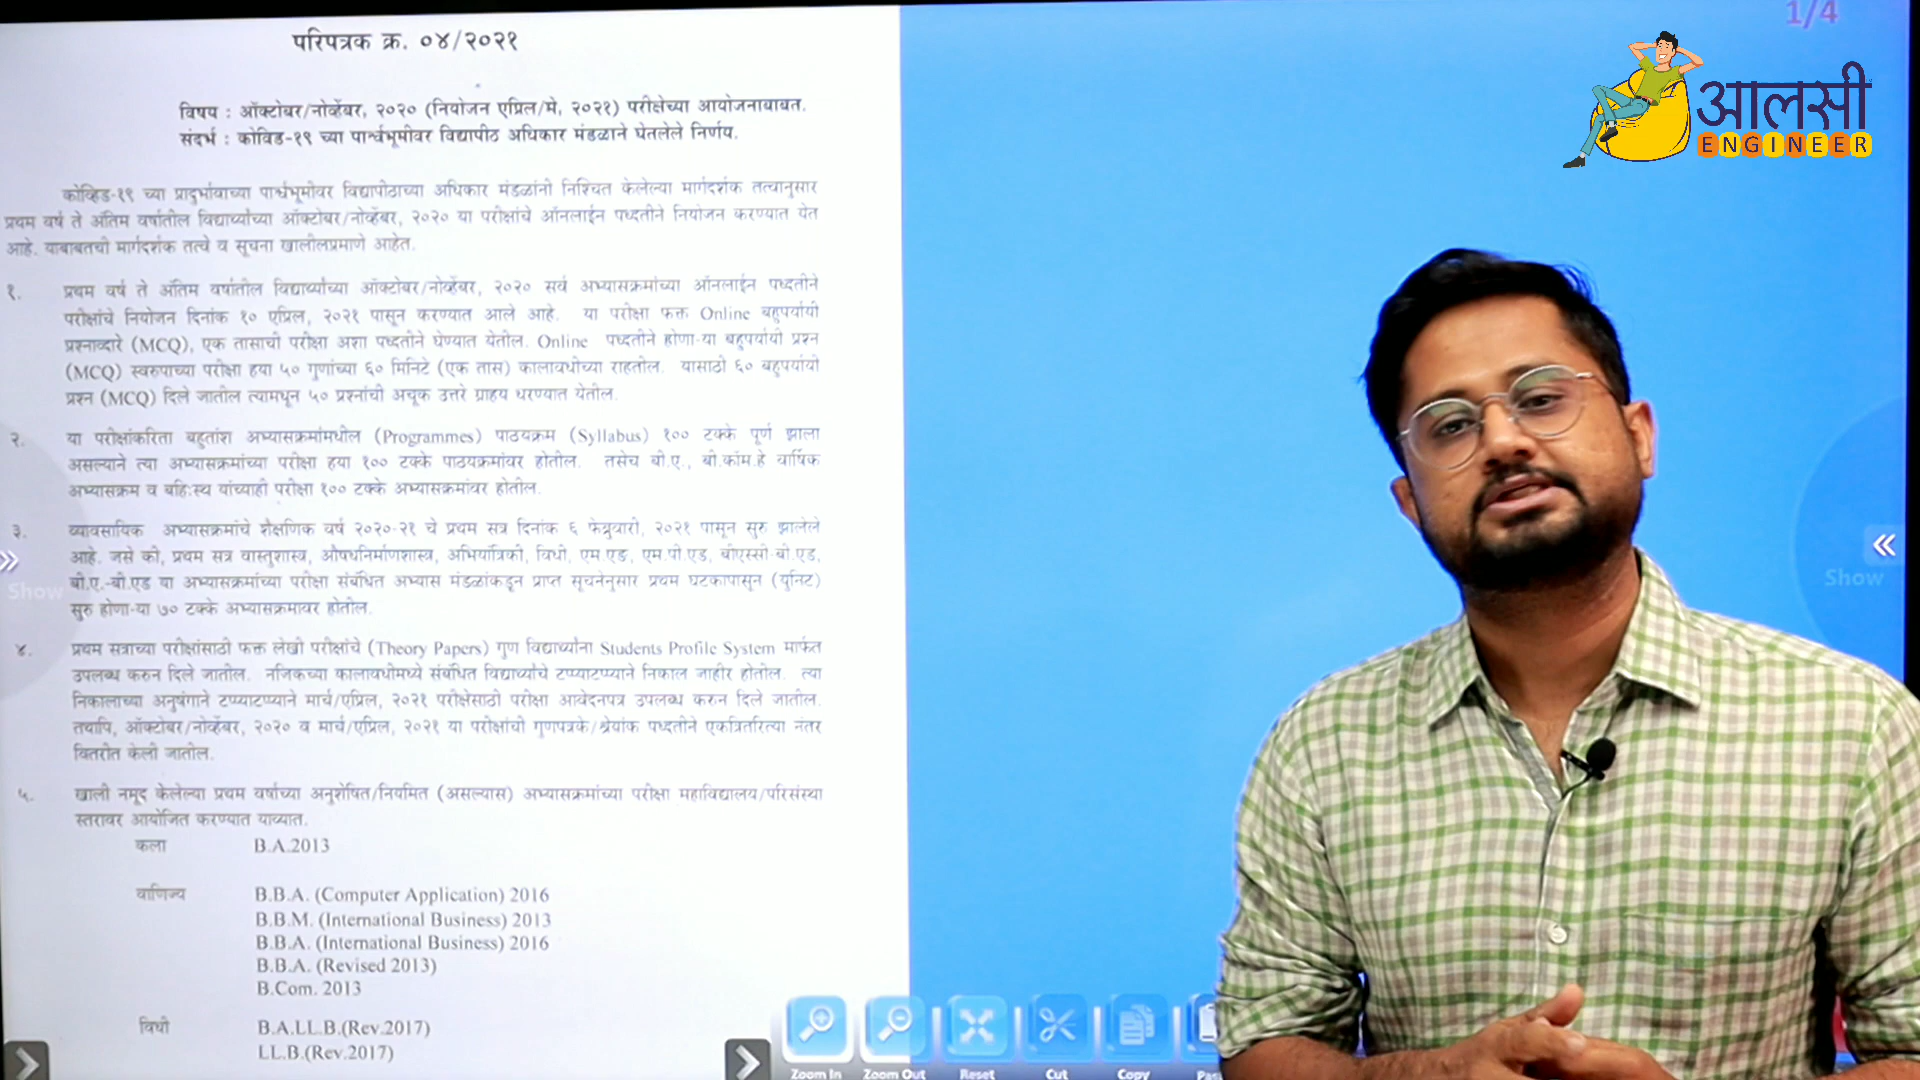 परिपत्रक क्र. ०४/२०२१
1/4
आलसी
ENGINEER
विषय : ऑक्टोबर/नोव्हेंबर, २०२० (नियोजन एप्रिल/मे, २०२१) परीक्षेच्या आयोजनाबाबत.
संदर्भ : कोविड-१९ च्या पार्श्वभूमीवर विद्यापीठ अधिकार मंडळाने घेतलेले निर्णय.
कोव्हिड-१९ च्या प्रादुर्भावाच्या पार्श्वभूमीवर विद्यापीठाच्या अधिकार मंडळांनी निश्चित केलेल्या मार्गदर्शक तत्वानुसार
प्रथम वर्ष ते अंतिम वर्षातील विद्यार्थ्यांच्या ऑक्टोबर/नोव्हेंबर, २०२० या परीक्षांचे ऑनलाईन पध्दतीने नियोजन करण्यात येत
आहे. याबाबतची मार्गदर्शक तत्वे व सूचना खालीलप्रमाणे आहेत.
१. प्रथम वर्ष ते अंतिम वर्षातील विद्यार्थ्यांच्या ऑक्टोबर/नोव्हेंबर, २०२० सर्व अभ्यासक्रमांच्या ऑनलाईन पध्दतीने
परीक्षांचे नियोजन दिनांक १० एप्रिल, २०२१ पासून करण्यात आले आहे. या परीक्षा फक्त Online बहुपर्यायी
प्रश्नाव्दारे (MCQ), एक तासाची परीक्षा अशा पध्दतीने घेण्यात येतील. Online पध्दतीने होणा-या बहुपर्यायी प्रश्न
(MCQ) स्वरुपाच्या परीक्षा हया ५० गुणांच्या ६० मिनिटे (एक तास) कालावधीच्या राहतील. यासाठी ६० बहुपर्यायी
प्रश्न (MCQ) दिले जातील त्यामधून ५० प्रश्नांची अचूक उत्तरे ग्राहय धरण्यात येतील.
२. या परीक्षांकरिता बहुतांश अभ्यासक्रमांमधील (Programmes) पाठयक्रम (Syllabus) १०० टक्के पूर्ण झाला
असल्याने त्या अभ्यासक्रमांच्या परीक्षा हया १०० टक्के पाठयक्रमांवर होतील. तसेच बी.ए., बी.कॉम.हे वार्षिक
अभ्यासक्रम व बहि:स्थ यांच्याही परीक्षा १०० टक्के अभ्यासक्रमांवर होतील.
३. व्यावसायिक अभ्यासक्रमांचे शैक्षणिक वर्ष २०२०-२१ चे प्रथम सत्र दिनांक ६ फेब्रुवारी, २०२१ पासून सुरु झालेले
आहे. जसे की, प्रथम सत्र वास्तुशास्त्र, औषधनिर्माणशास्त्र, अभियांत्रिकी, विधी, एम.एड, एम.पी.एड, बीएस्सी-बी.एड,
बी.ए.-बी.एड या अभ्यासक्रमांच्या परीक्षा संबंधित अभ्यास मंडळांकडून प्राप्त सूचनेनुसार प्रथम घटकापासून (युनिट)
सुरु होणा-या ७० टक्के अभ्यासक्रमावर होतील.
४. प्रथम सत्राच्या परीक्षांसाठी फक्त लेखी परीक्षांचे (Theory Papers) गुण विद्यार्थ्यांना Students Profile System मार्फत
उपलब्ध करुन दिले जातील. नजिकच्या कालावधीमध्ये संबंधित विद्यार्थ्यांचे टप्प्याटप्प्याने निकाल जाहीर होतील. त्या
निकालाच्या अनुषंगाने टप्प्याटप्प्याने मार्च/एप्रिल, २०२१ परीक्षेसाठी परीक्षा आवेदनपत्र उपलब्ध करुन दिले जातील.
तथापि, ऑक्टोबर/नोव्हेंबर, २०२० व मार्च/एप्रिल, २०२१ या परीक्षांची गुणपत्रके/श्रेयांक पध्दतीने एकत्रितरित्या नंतर
वितरीत केली जातील.
५. खाली नमूद केलेल्या प्रथम वर्षाच्या अनुशेषित/नियमित (असल्यास) अभ्यासक्रमांच्या परीक्षा महाविद्यालय/परिसंस्था
स्तरावर आयोजित करण्यात याव्यात.
कला B.A.2013
वाणिज्य B.B.A. (Computer Application) 2016
B.B.M. (International Business) 2013
B.B.A. (International Business) 2016
B.B.A. (Revised 2013)
B.Com. 2013
विधी B.A.LL.B.(Rev.2017)
LL.B.(Rev.2017)
Show
Show
Zoom In Zoom Out Reset Cut Copy